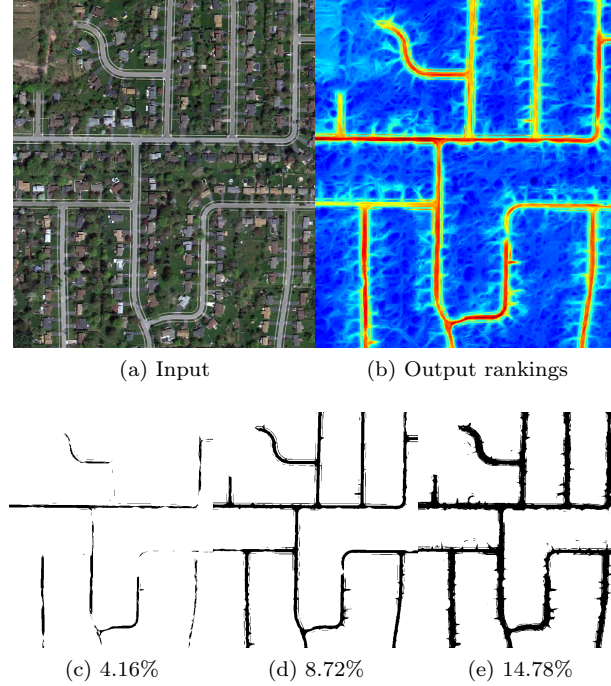 (a) Input
(b) Output rankings
(c) 4.16%
(d) 8.72%
(e) 14.78%